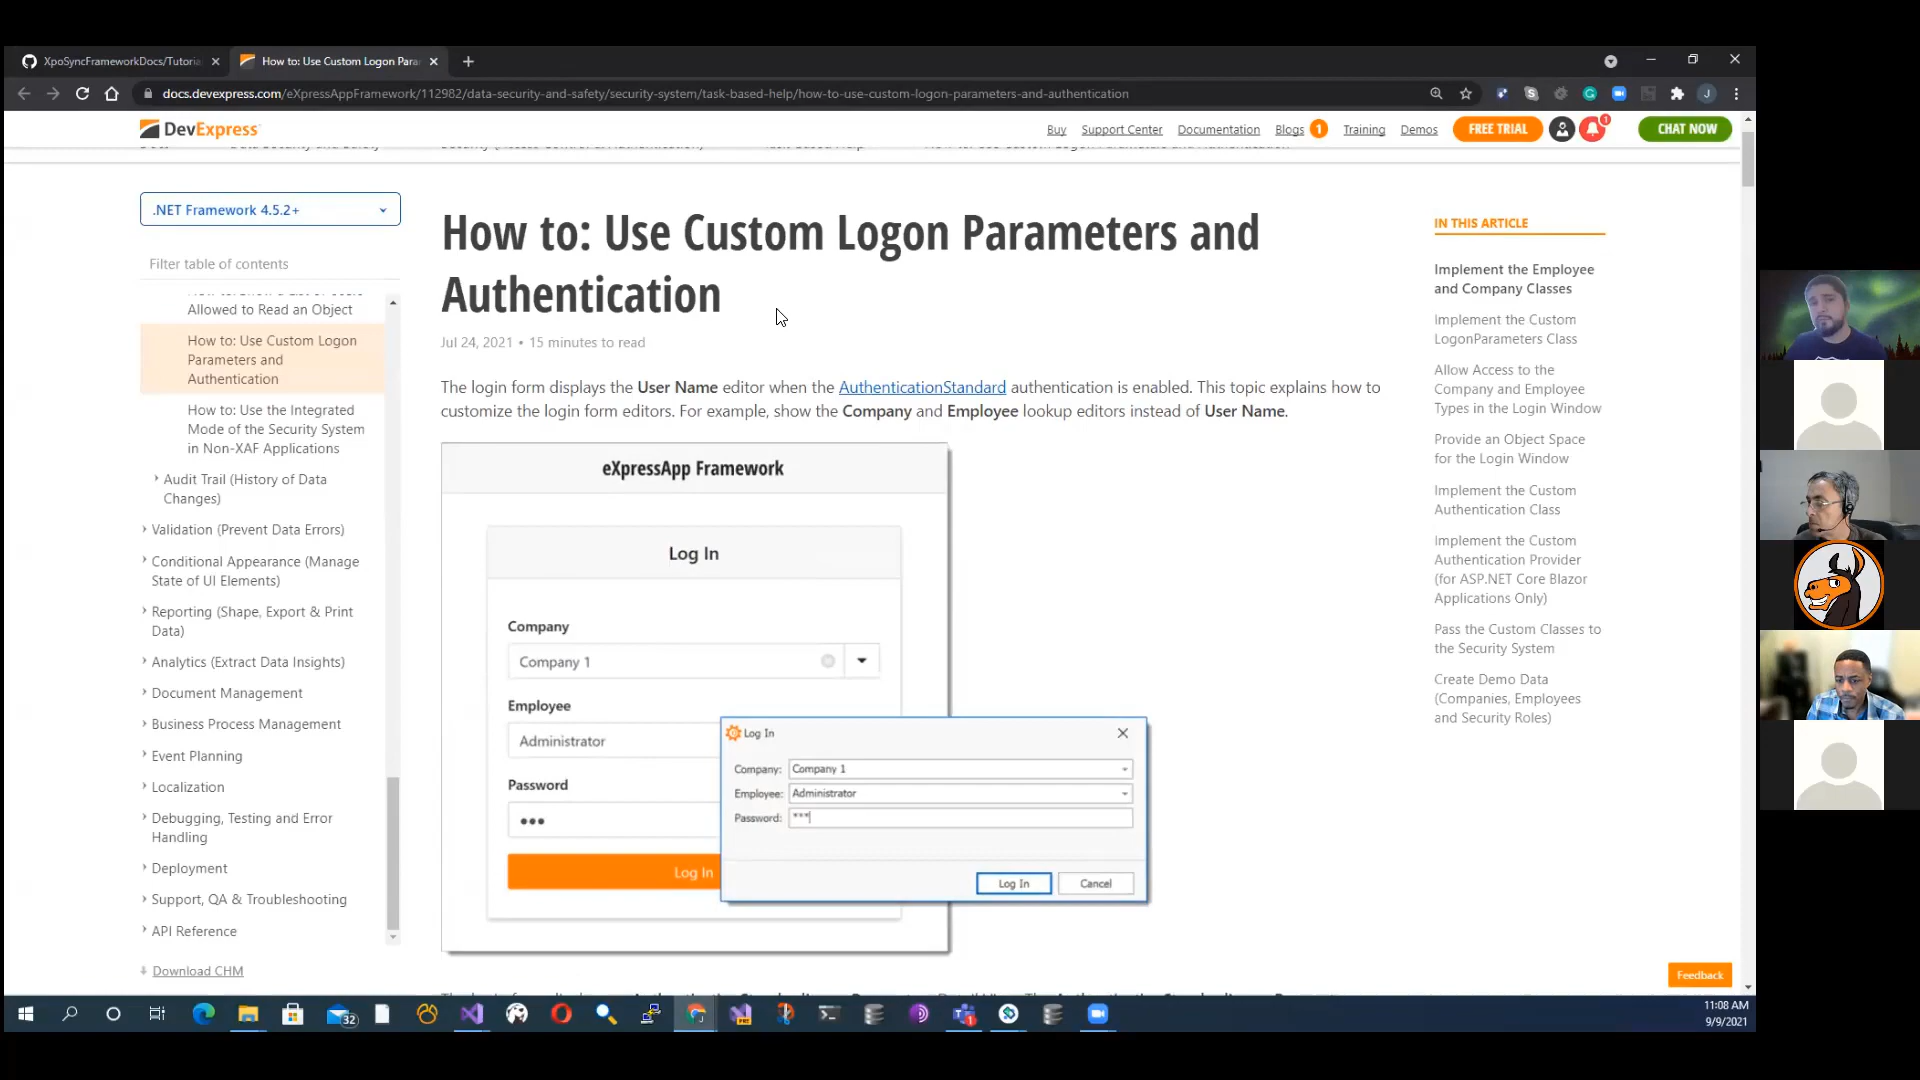 XpoSyncFrameworkDocs/Tutoria
How to: Use Custom Logon Para
docs.devexpress.com/eXpressAppFramework/112982/data-security-and-safety/security-system/task-based-help/how-to-use-custom-logon-parameters-and-authentication
J
DevExpress
Buy
Support Center
Documentation
Blogs
1
Training
Demos
FREE TRIAL
1
CHAT NOW
.NET Framework 4.5.2+
Filter table of contents
Allowed to Read an Object
How to: Use Custom Logon
Parameters and
Authentication
How to: Use the Integrated
Mode of the Security System
in Non-XAF Applications
Audit Trail (History of Data
Changes)
Validation (Prevent Data Errors)
Conditional Appearance (Manage
State of UI Elements)
Reporting (Shape, Export & Print
Data)
Analytics (Extract Data Insights)
Document Management
Business Process Management
Event Planning
Localization
Debugging, Testing and Error
Handling
Deployment
Support, QA & Troubleshooting
API Reference
Download CHM
How to: Use Custom Logon Parameters and
Authentication
Jul 24, 2021 • 15 minutes to read
The login form displays the User Name editor when the AuthenticationStandard authentication is enabled. This topic explains how to
customize the login form editors. For example, show the Company and Employee lookup editors instead of User Name.
eXpressApp Framework
Log In
Company
Company 1
Employee
Administrator
Password
•••
Log In
Log In
Company: Company 1
Employee: Administrator
Password: ***
Log In
Cancel
IN THIS ARTICLE
Implement the Employee
and Company Classes
Implement the Custom
LogonParameters Class
Allow Access to the
Company and Employee
Types in the Login Window
Provide an Object Space
for the Login Window
Implement the Custom
Authentication Class
Implement the Custom
Authentication Provider
(for ASP.NET Core Blazor
Applications Only)
Pass the Custom Classes to
the Security System
Create Demo Data
(Companies, Employees
and Security Roles)
Feedback
32
1
11:08 AM
9/9/2021